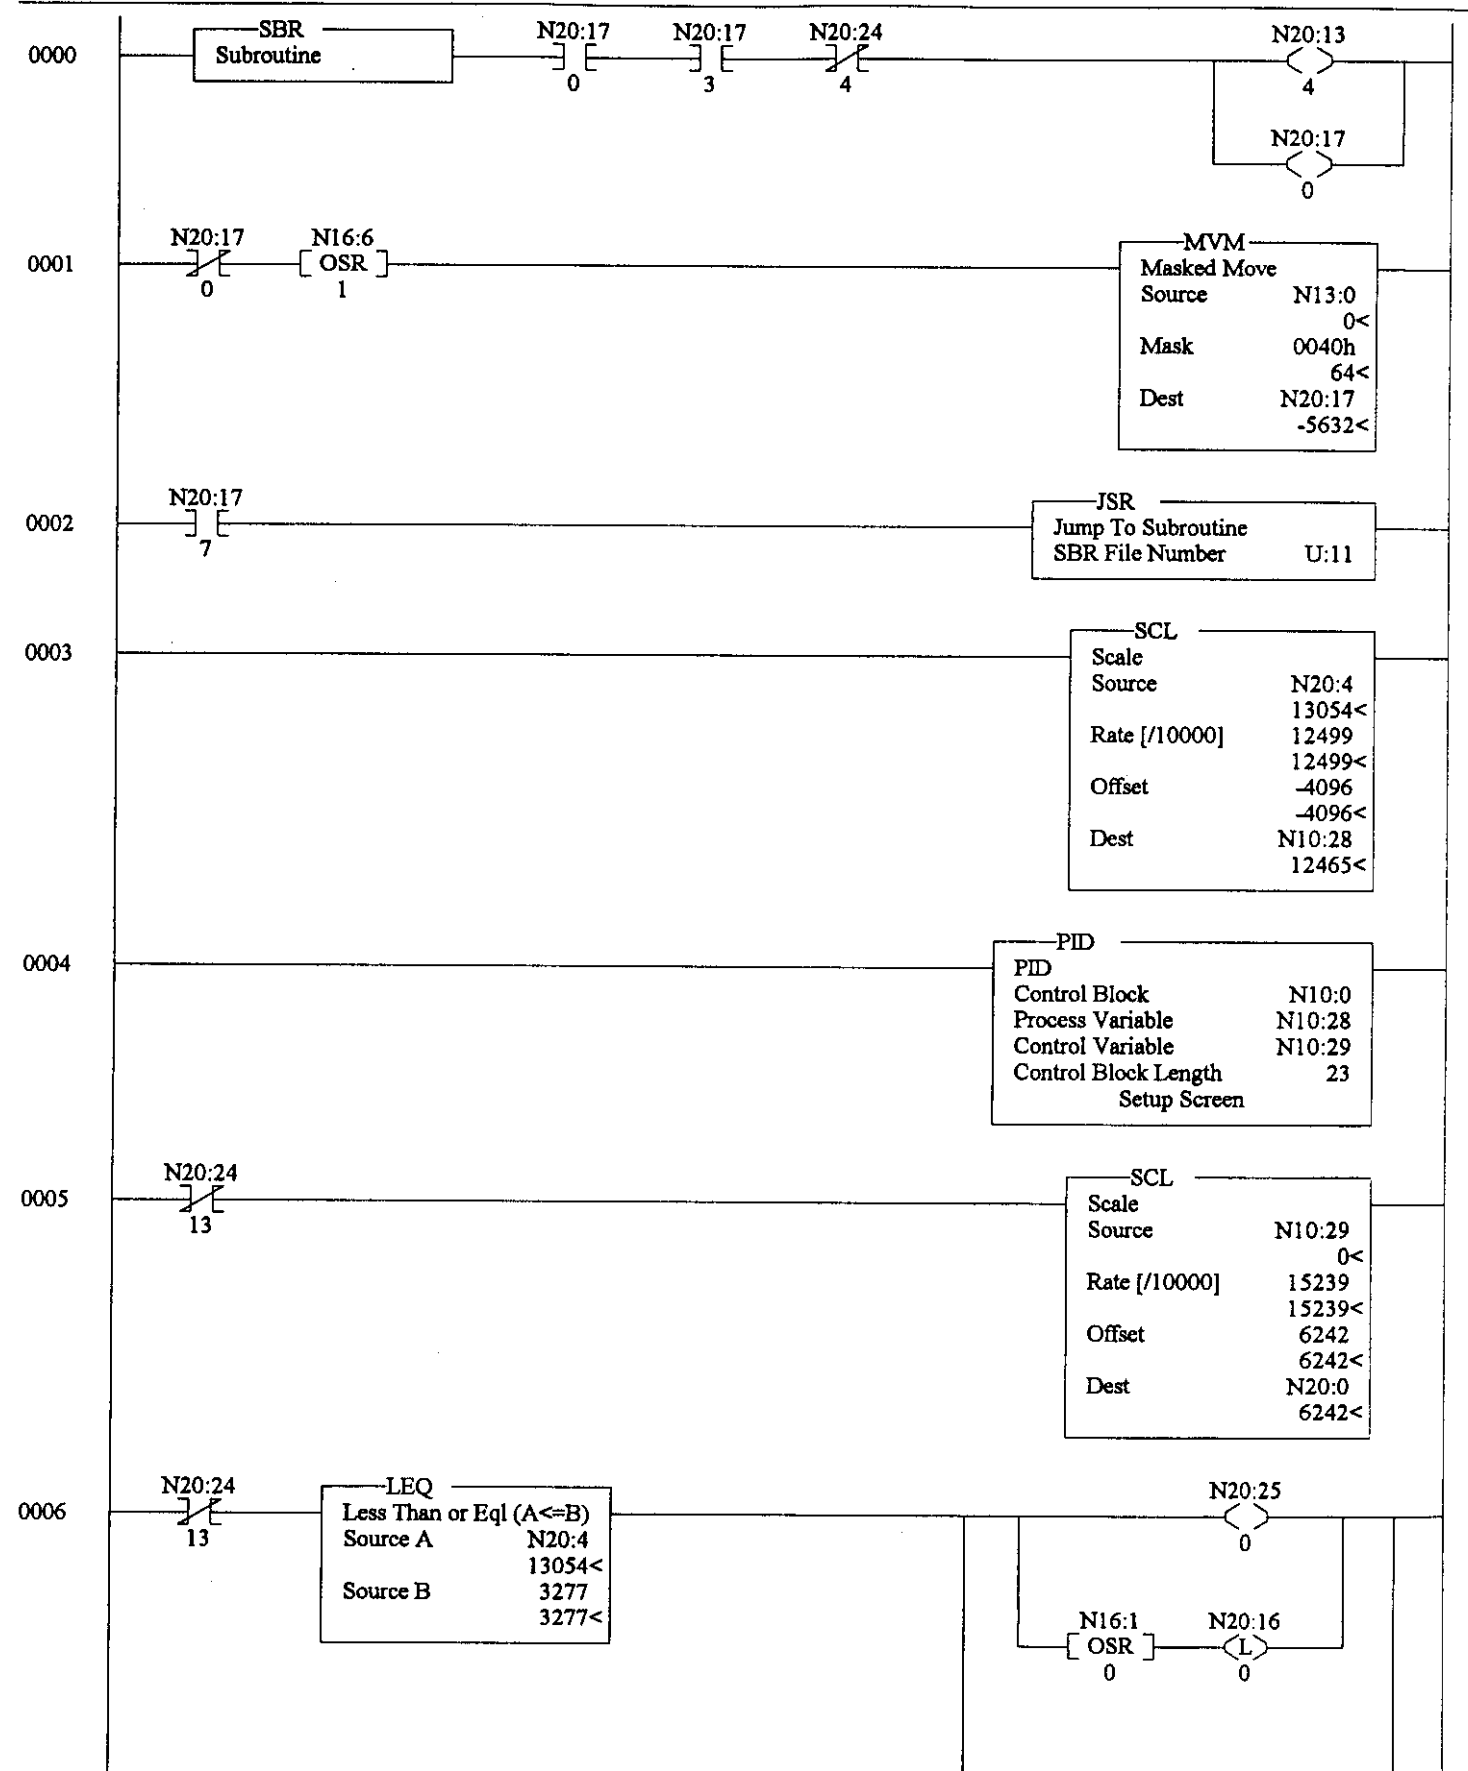 SBR
0000
Subroutine
N20:17
0
N20:17
3
N20:24
4
N20:13
4
N20:17
0
0001
N20:17
0
N16:6
OSR
1
MVM
Masked Move
Source N13:0
0<
Mask 0040h
64<
Dest N20:17
-5632<
0002
N20:17
7
JSR
Jump To Subroutine
SBR File Number U:11
0003
SCL
Scale
Source N20:4
13054<
Rate [/10000] 12499
12499<
Offset -4096
-4096<
Dest N10:28
12465<
0004
PID
PID
Control Block N10:0
Process Variable N10:28
Control Variable N10:29
Control Block Length 23
Setup Screen
0005
N20:24
13
SCL
Scale
Source N10:29
0<
Rate [/10000] 15239
15239<
Offset 6242
6242<
Dest N20:0
6242<
0006
N20:24
13
LEQ
Less Than or Eql (A<=B)
Source A N20:4
13054<
Source B 3277
3277<
N20:25
0
N16:1
OSR
0
N20:16
L
0